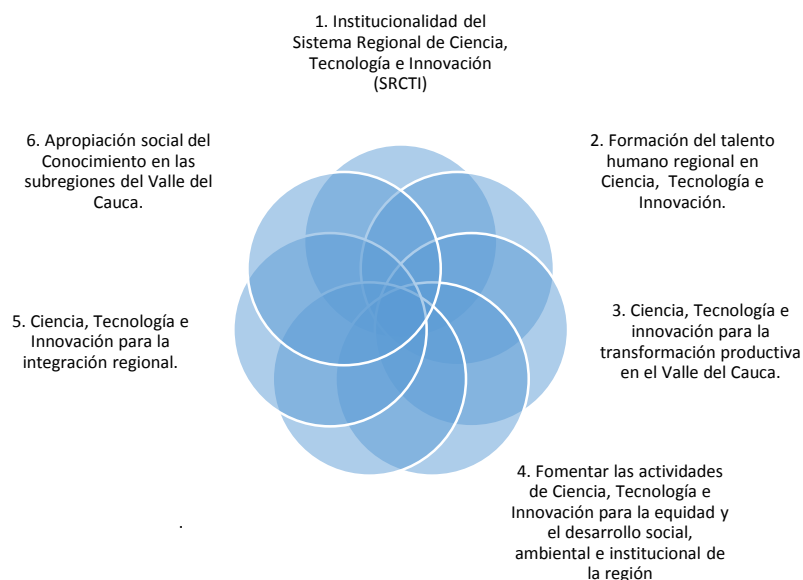 1. Institucionalidad del
Sistema Regional de Ciencia,
Tecnología e Innovación
(SRCTI)
2. Formación del talento
humano regional en
Ciencia, Tecnología e
Innovación.
3. Ciencia, Tecnología e
innovación para la
transformación productiva
en el Valle del Cauca.
4. Fomentar las actividades
de Ciencia, Tecnología e
Innovación para la equidad y
el desarrollo social,
ambiental e institucional de
la región
.
5. Ciencia, Tecnología e
Innovación para la
integración regional.
6. Apropiación social del
Conocimiento en las
subregiones del Valle del
Cauca.